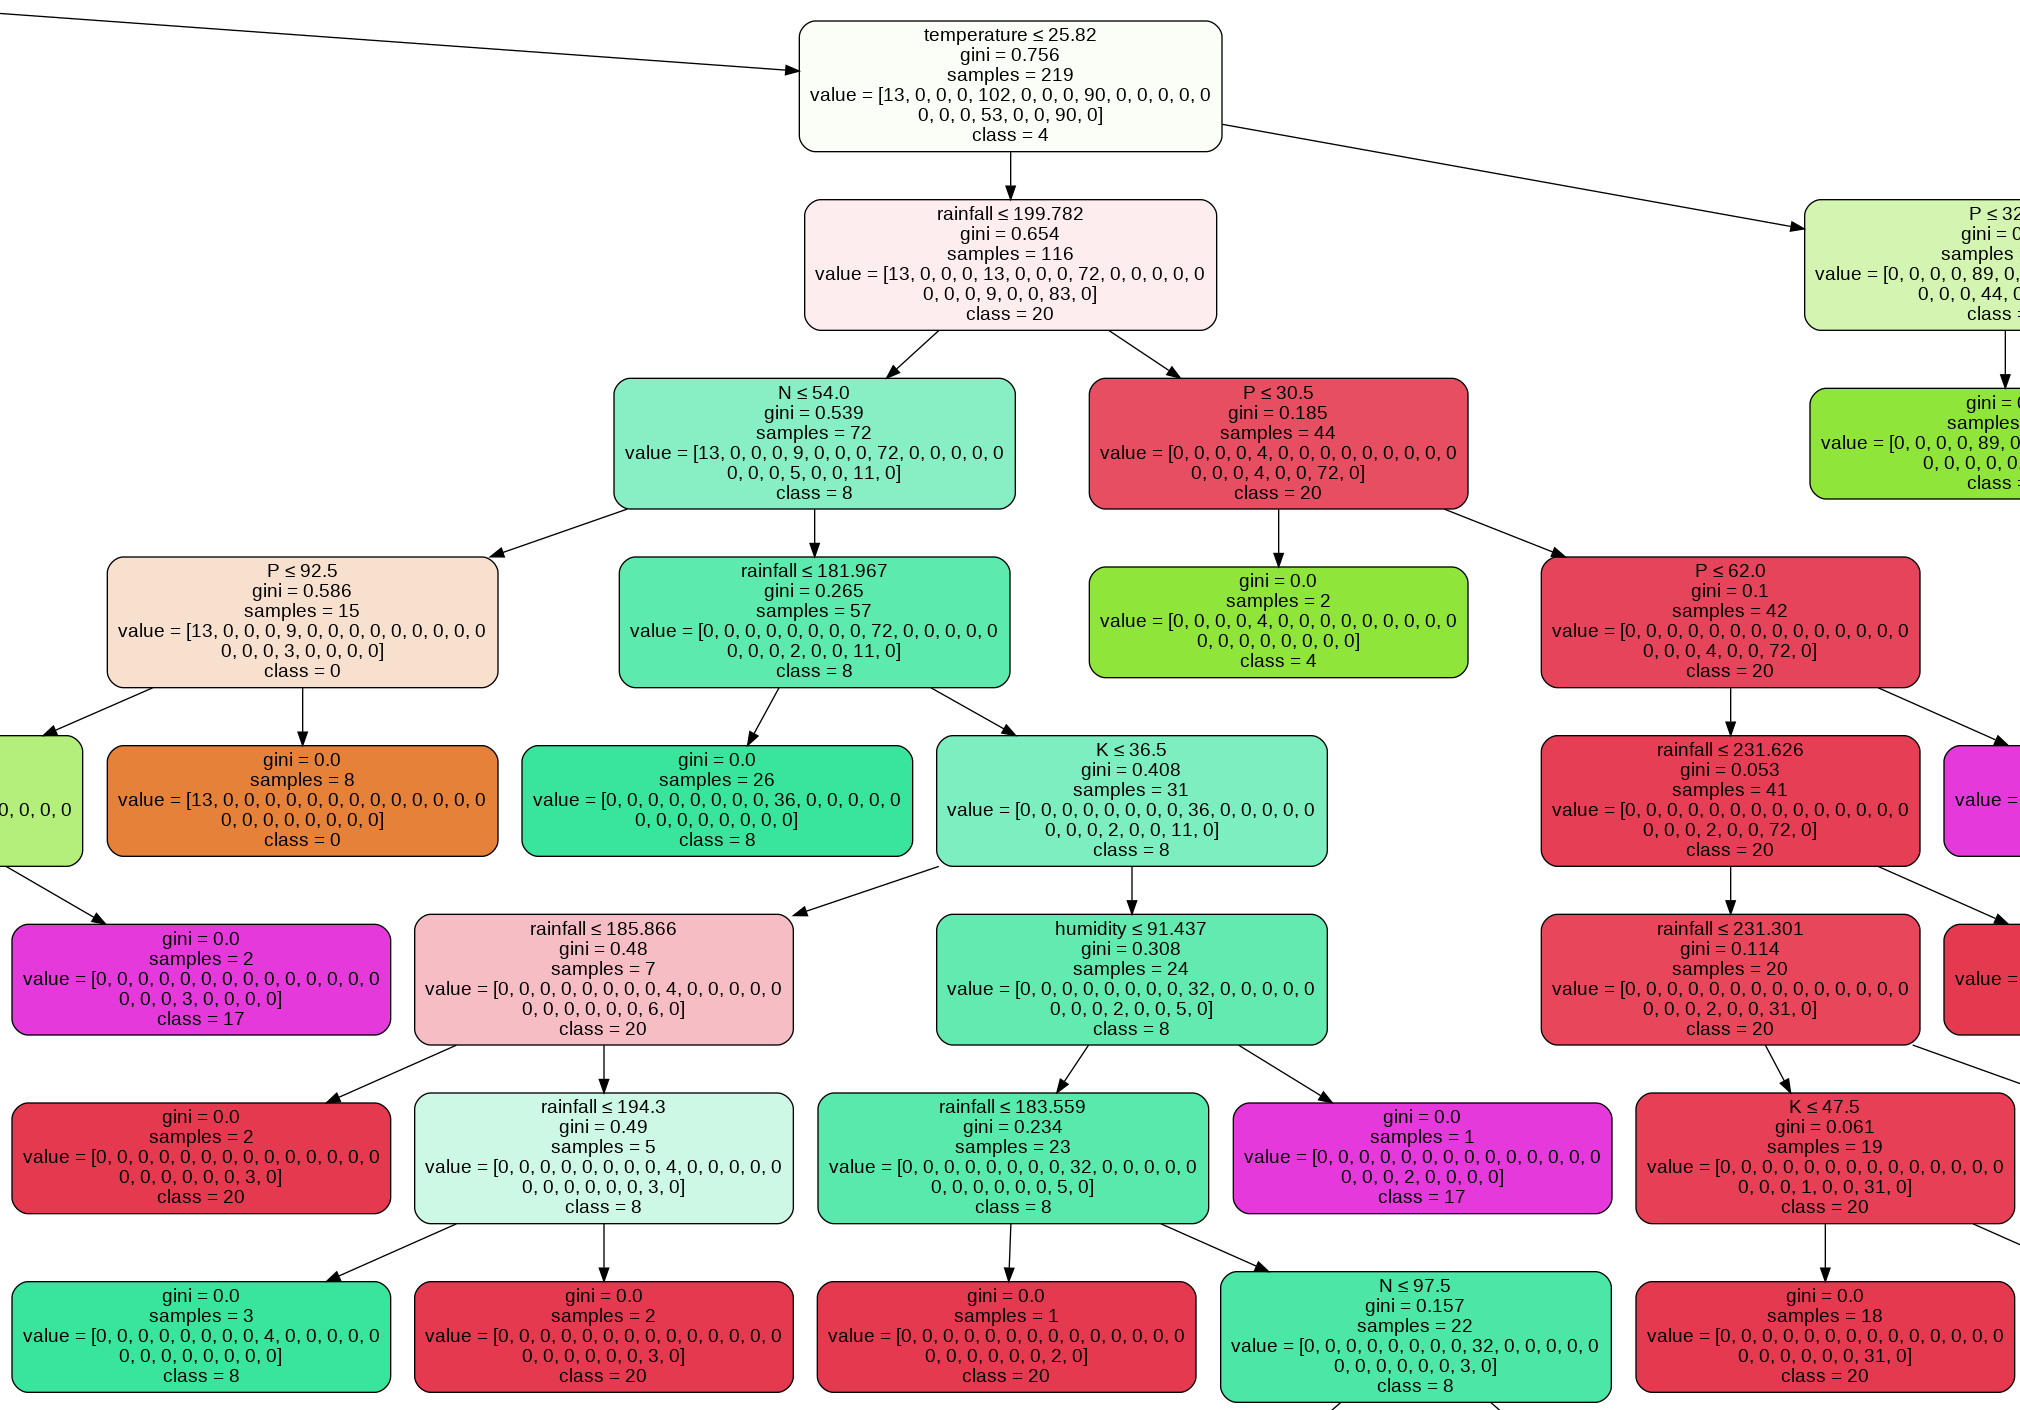 temperature ≤ 25.82
gini = 0.756
samples = 219
value = [13, 0, 0, 0, 102, 0, 0, 0, 90, 0, 0, 0, 0, 0
0, 0, 0, 53, 0, 0, 90, 0]
class = 4
rainfall ≤ 199.782
gini = 0.654
samples = 116
value = [13, 0, 0, 0, 13, 0, 0, 0, 72, 0, 0, 0, 0, 0
0, 0, 0, 9, 0, 0, 83, 0]
class = 20
P ≤ 32
gini = 0
samples
value = [0, 0, 0, 0, 89, 0,
0, 0, 0, 44, 0
class =
N ≤ 54.0
gini = 0.539
samples = 72
value = [13, 0, 0, 0, 9, 0, 0, 0, 72, 0, 0, 0, 0, 0
0, 0, 0, 5, 0, 0, 11, 0]
class = 8
P ≤ 30.5
gini = 0.185
samples = 44
value = [0, 0, 0, 0, 4, 0, 0, 0, 0, 0, 0, 0, 0, 0
0, 0, 0, 4, 0, 0, 72, 0]
class = 20
gini = 0
samples
value = [0, 0, 0, 0, 89, 0
0, 0, 0, 0, 0,
class =
P ≤ 92.5
gini = 0.586
samples = 15
value = [13, 0, 0, 0, 9, 0, 0, 0, 0, 0, 0, 0, 0, 0
0, 0, 0, 3, 0, 0, 0, 0]
class = 0
rainfall ≤ 181.967
gini = 0.265
samples = 57
value = [0, 0, 0, 0, 0, 0, 0, 0, 72, 0, 0, 0, 0, 0
0, 0, 0, 2, 0, 0, 11, 0]
class = 8
gini = 0.0
samples = 2
value = [0, 0, 0, 0, 4, 0, 0, 0, 0, 0, 0, 0, 0, 0
0, 0, 0, 0, 0, 0, 0, 0]
class = 4
P ≤ 62.0
gini = 0.1
samples = 42
value = [0, 0, 0, 0, 0, 0, 0, 0, 0, 0, 0, 0, 0, 0
0, 0, 0, 4, 0, 0, 72, 0]
class = 20
0, 0, 0, 0
gini = 0.0
samples = 8
value = [13, 0, 0, 0, 0, 0, 0, 0, 0, 0, 0, 0, 0, 0
0, 0, 0, 0, 0, 0, 0, 0]
class = 0
gini = 0.0
samples = 26
value = [0, 0, 0, 0, 0, 0, 0, 0, 36, 0, 0, 0, 0, 0
0, 0, 0, 0, 0, 0, 0, 0]
class = 8
K ≤ 36.5
gini = 0.408
samples = 31
value = [0, 0, 0, 0, 0, 0, 0, 0, 36, 0, 0, 0, 0, 0
0, 0, 0, 2, 0, 0, 11, 0]
class = 8
rainfall ≤ 231.626
gini = 0.053
samples = 41
value = [0, 0, 0, 0, 0, 0, 0, 0, 0, 0, 0, 0, 0, 0
0, 0, 0, 2, 0, 0, 72, 0]
class = 20
value =
gini = 0.0
samples = 2
value = [0, 0, 0, 0, 0, 0, 0, 0, 0, 0, 0, 0, 0, 0
0, 0, 0, 3, 0, 0, 0, 0]
class = 17
rainfall ≤ 185.866
gini = 0.48
samples = 7
value = [0, 0, 0, 0, 0, 0, 0, 0, 4, 0, 0, 0, 0, 0
0, 0, 0, 0, 0, 0, 6, 0]
class = 20
humidity ≤ 91.437
gini = 0.308
samples = 24
value = [0, 0, 0, 0, 0, 0, 0, 0, 32, 0, 0, 0, 0, 0
0, 0, 0, 2, 0, 0, 5, 0]
class = 8
rainfall ≤ 231.301
gini = 0.114
samples = 20
value = [0, 0, 0, 0, 0, 0, 0, 0, 0, 0, 0, 0, 0, 0
0, 0, 0, 2, 0, 0, 31, 0]
class = 20
value =
gini = 0.0
samples = 2
value = [0, 0, 0, 0, 0, 0, 0, 0, 0, 0, 0, 0, 0, 0
0, 0, 0, 0, 0, 0, 3, 0]
class = 20
rainfall ≤ 194.3
gini = 0.49
samples = 5
value = [0, 0, 0, 0, 0, 0, 0, 0, 4, 0, 0, 0, 0, 0
0, 0, 0, 0, 0, 0, 3, 0]
class = 8
rainfall ≤ 183.559
gini = 0.234
samples = 23
value = [0, 0, 0, 0, 0, 0, 0, 0, 32, 0, 0, 0, 0, 0
0, 0, 0, 0, 0, 0, 5, 0]
class = 8
gini = 0.0
samples = 1
value = [0, 0, 0, 0, 0, 0, 0, 0, 0, 0, 0, 0, 0, 0
0, 0, 0, 2, 0, 0, 0, 0]
class = 17
K ≤ 47.5
gini = 0.061
samples = 19
value = [0, 0, 0, 0, 0, 0, 0, 0, 0, 0, 0, 0, 0, 0
0, 0, 0, 1, 0, 0, 31, 0]
class = 20
gini = 0.0
samples = 3
value = [0, 0, 0, 0, 0, 0, 0, 0, 4, 0, 0, 0, 0, 0
0, 0, 0, 0, 0, 0, 0, 0]
class = 8
gini = 0.0
samples = 2
value = [0, 0, 0, 0, 0, 0, 0, 0, 0, 0, 0, 0, 0, 0
0, 0, 0, 0, 0, 0, 3, 0]
class = 20
gini = 0.0
samples = 1
value = [0, 0, 0, 0, 0, 0, 0, 0, 0, 0, 0, 0, 0, 0
0, 0, 0, 0, 0, 0, 2, 0]
class = 20
N ≤ 97.5
gini = 0.157
samples = 22
value = [0, 0, 0, 0, 0, 0, 0, 0, 32, 0, 0, 0, 0, 0
0, 0, 0, 0, 0, 0, 3, 0]
class = 8
gini = 0.0
samples = 18
value = [0, 0, 0, 0, 0, 0, 0, 0, 0, 0, 0, 0, 0, 0
0, 0, 0, 0, 0, 0, 31, 0]
class = 20